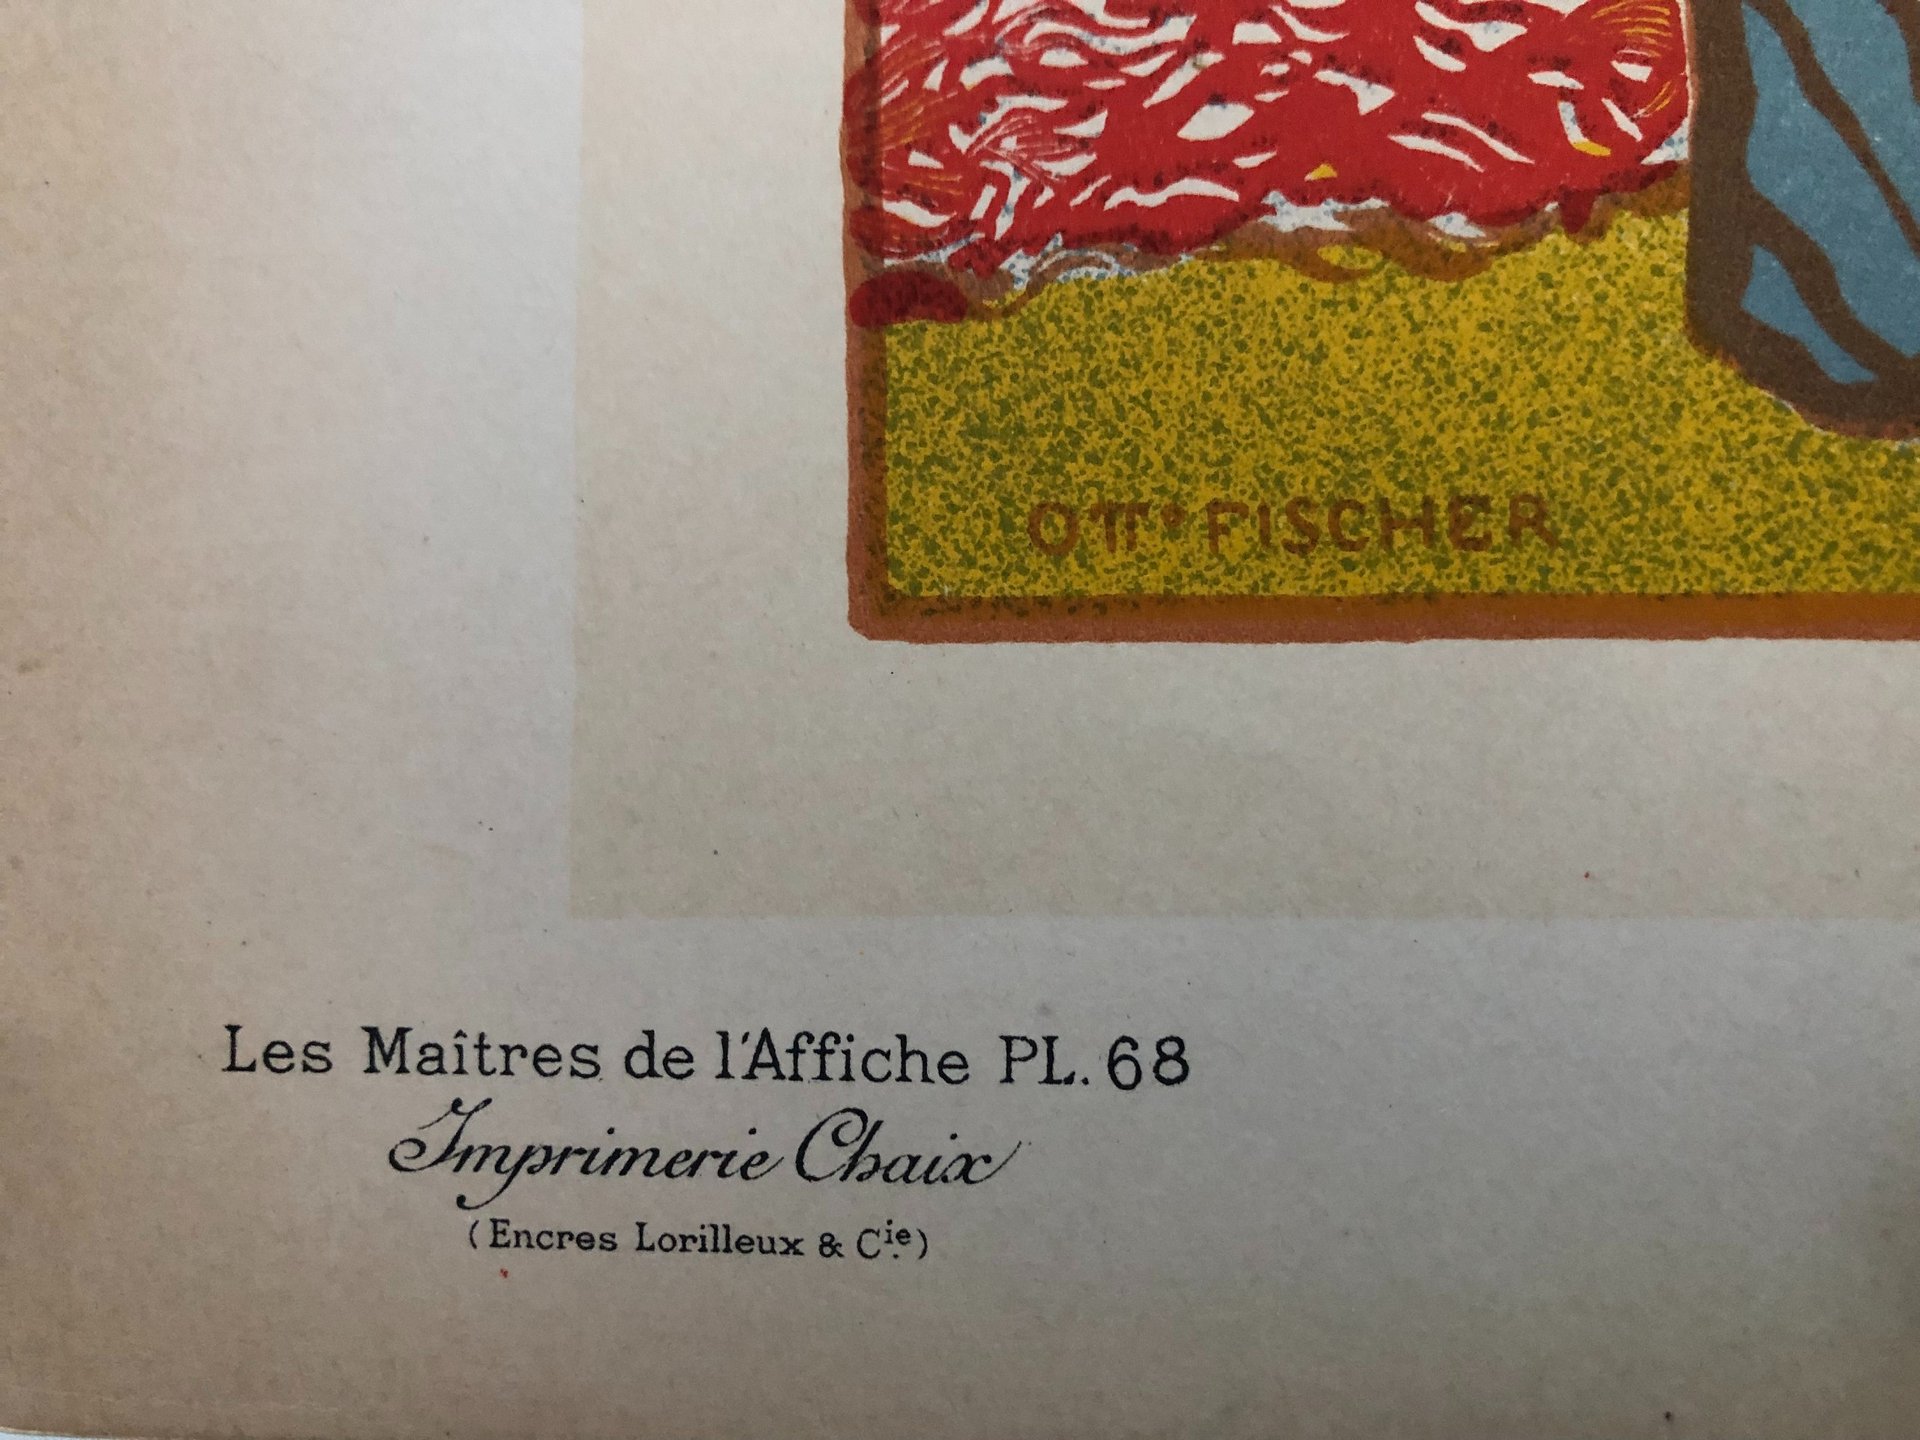 OTTO FISCHER
Les Maîtres de l'Affiche PL. 68
Imprimerie Chaix
(Encres Lorilleux & Cie)